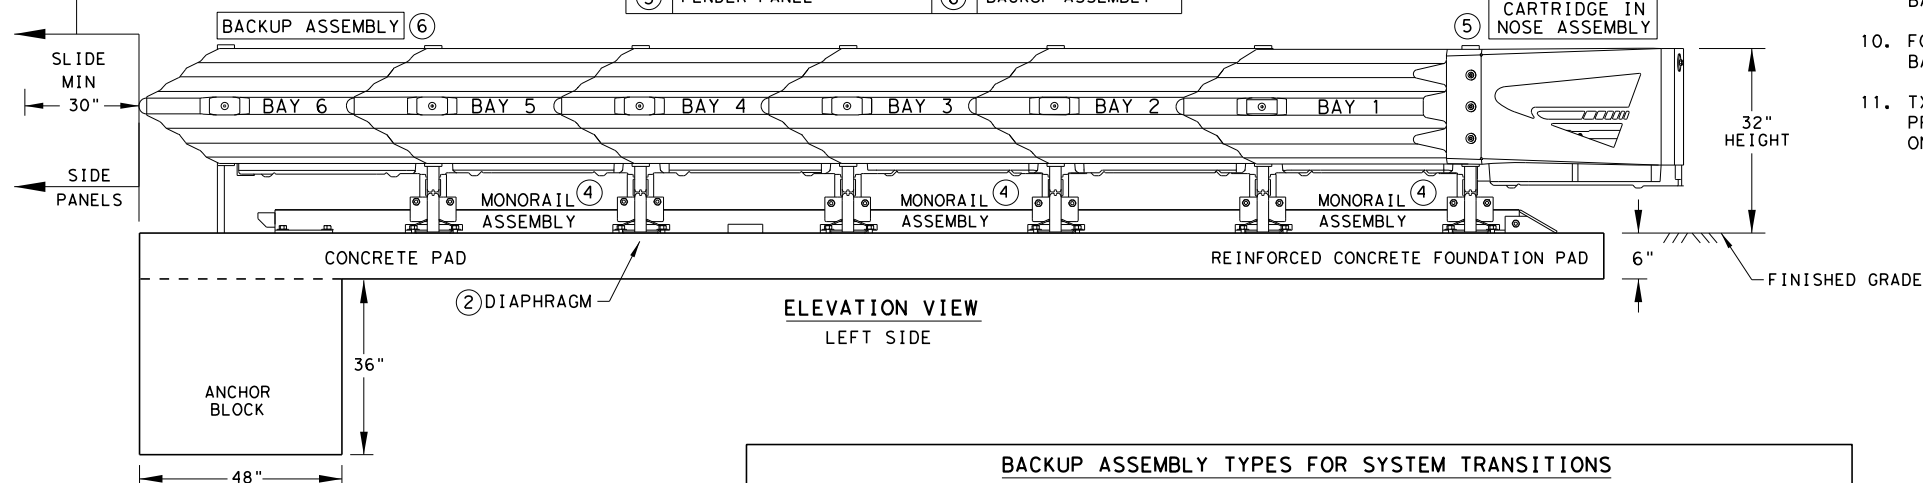 FENDER PANEL
BACKUP ASSEMBLY
BACKUP ASSEMBLY 6
5
CARTRIDGE IN
NOSE ASSEMBLY
SLIDE
MIN
30"
BAY 6
BAY 5
BAY 4
BAY 3
BAY 2
BAY 1
32"
HEIGHT
10.
11.
SIDE
PANELS
MONORAIL 4
ASSEMBLY
MONORAIL 4
ASSEMBLY
MONORAIL 4
ASSEMBLY
CONCRETE PAD
REINFORCED CONCRETE FOUNDATION PAD
6"
FINISHED GRADE
2 DIAPHRAGM
ELEVATION VIEW
LEFT SIDE
36"
ANCHOR
BLOCK
48"
BACKUP ASSEMBLY TYPES FOR SYSTEM TRANSITIONS